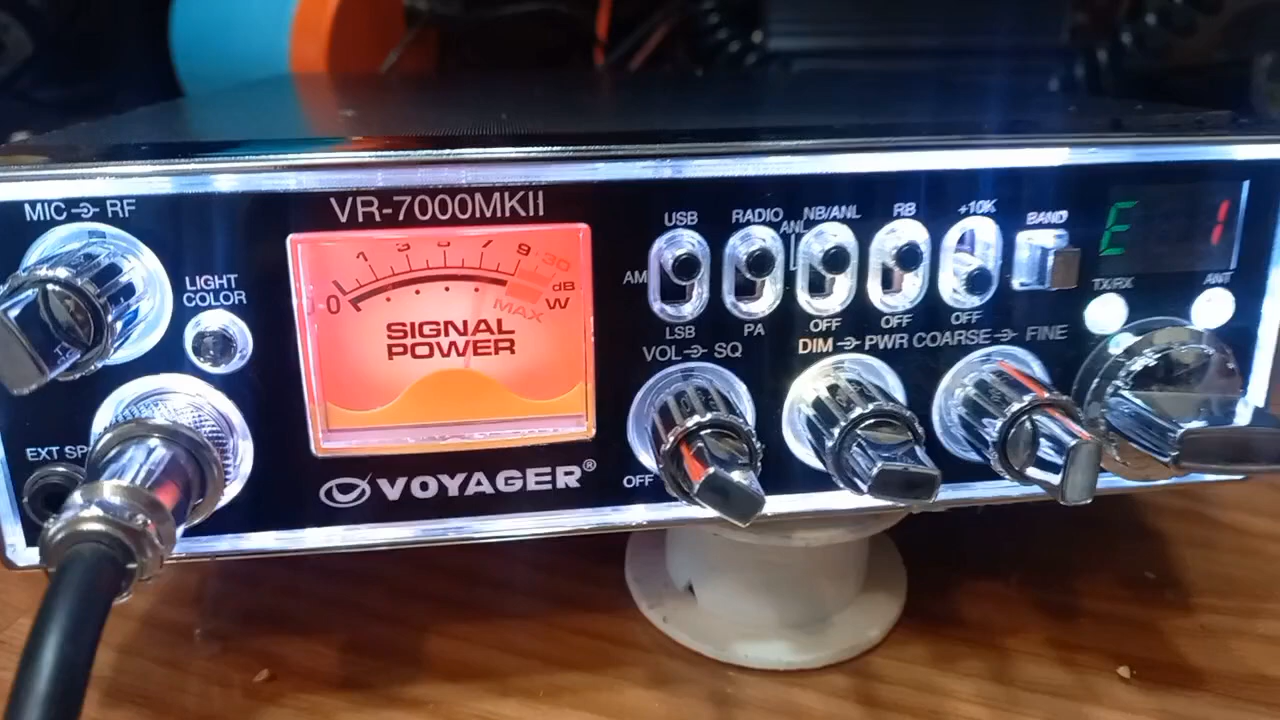 MIC RF
VR-7000MKII
LIGHT
COLOR
EXT SP
0 1 3 5 7 9 30
dB
MAX W
SIGNAL
POWER
VOYAGER®
USB
AM
LSB
RADIO
PA
NB/ANL
ANL
OFF
RB
OFF
+10K
OFF
BAND
E 1
TX/RX
ANT
VOL SQ
OFF
DIM PWR
COARSE FINE